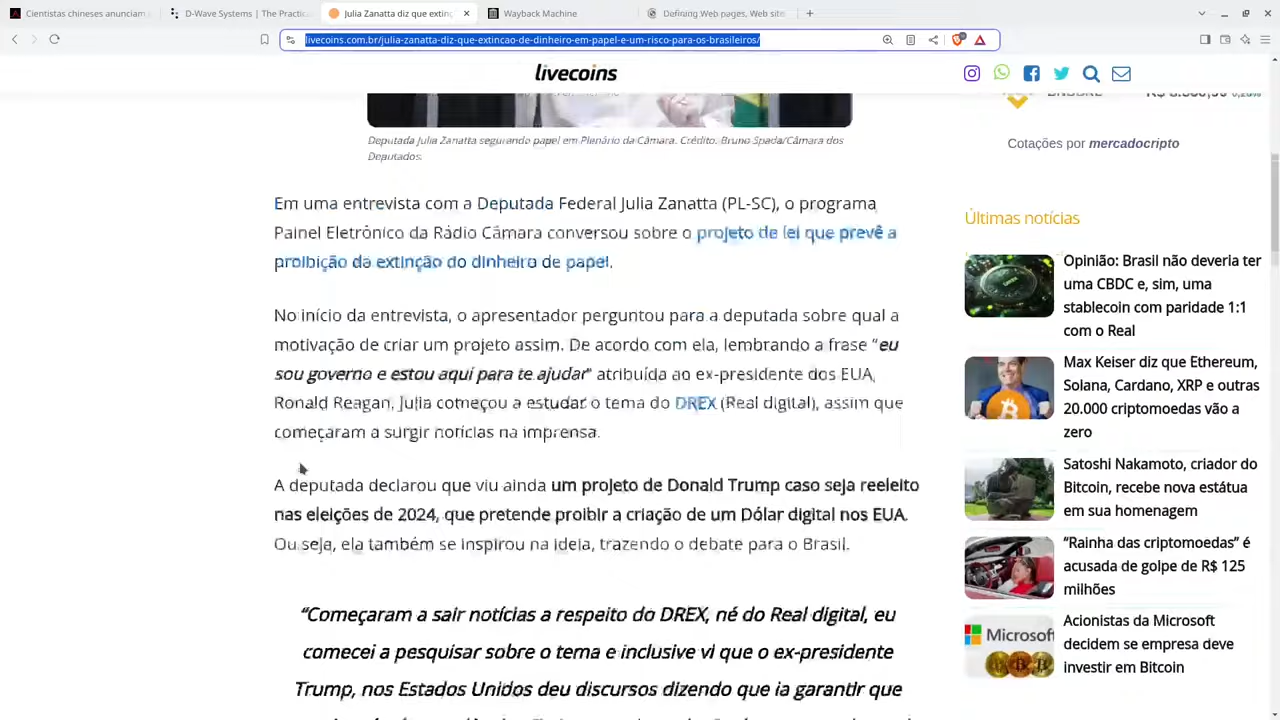 Cientistas chineses anunciam
D-Wave Systems | The Practica
Julia Zanatta diz que extinç
Wayback Machine
Defining Web pages, Web site
livecoins.com.br/julia-zanatta-diz-que-extincao-de-dinheiro-em-papel-e-um-risco-para-os-brasileiros/
livecoins
Cotações por mercadocripto
Deputada Julia Zanatta segurando papel em Plenário da Câmara. Crédito. Bruno Spada/Câmara dos
Deputados.
Em uma entrevista com a Deputada Federal Julia Zanatta (PL-SC), o programa
Painel Eletrônico da Rádio Câmara conversou sobre o projeto de lei que prevê a
proibição da extinção do dinheiro de papel.
No início da entrevista, o apresentador perguntou para a deputada sobre qual a
motivação de criar um projeto assim. De acordo com ela, lembrando a frase "eu
sou governo e estou aqui para te ajudar" atribuída ao ex-presidente dos EUA,
Ronald Reagan, Julia começou a estudar o tema do DREX (Real digital), assim que
começaram a surgir notícias na imprensa.
A deputada declarou que viu ainda um projeto de Donald Trump caso seja reeleito
nas eleições de 2024, que pretende proibir a criação de um Dólar digital nos EUA.
Ou seja, ela também se inspirou na ideia, trazendo o debate para o Brasil.
"Começaram a sair notícias a respeito do DREX, né do Real digital, eu
comecei a pesquisar sobre o tema e inclusive vi que o ex-presidente
Trump, nos Estados Unidos deu discursos dizendo que ia garantir que
Últimas notícias
Opinião: Brasil não deveria ter
uma CBDC e, sim, uma
stablecoin com paridade 1:1
com o Real
Max Keiser diz que Ethereum,
Solana, Cardano, XRP e outras
20.000 criptomoedas vão a
zero
Satoshi Nakamoto, criador do
Bitcoin, recebe nova estátua
em sua homenagem
"Rainha das criptomoedas" é
acusada de golpe de R$ 125
milhões
Microsoft
Acionistas da Microsoft
decidem se empresa deve
investir em Bitcoin